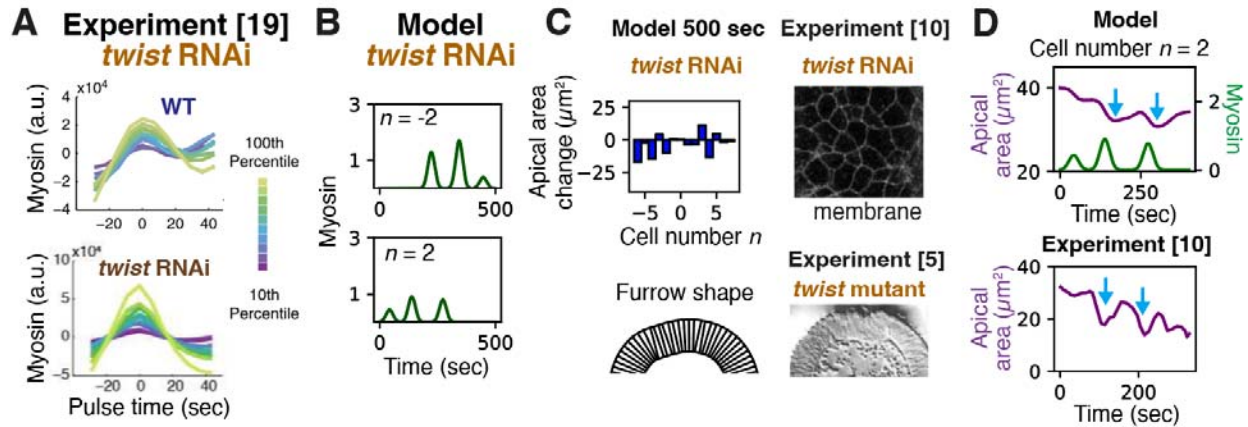 A Experiment [19]
twist RNAi
Myosin (a.u.)
x10⁴
4
2
0
−2
−4
WT
−20 0 20 40
100th
Percentile
10th
Percentile
x10⁴
twist RNAi
Myosin (a.u.)
10
5
0
−5
−20 0 20 40
Pulse time (sec)
B Model
twist RNAi
Myosin
3
1
n = -2
0 500
3
1
n = 2
0 500
Time (sec)
C Model 500 sec
twist RNAi
Apical area
change (μm²)
25
0
−25
−5 0 5
Cell number n
Furrow shape
Experiment [10]
twist RNAi
membrane
Experiment [5]
twist mutant
D Model
Cell number n = 2
Apical
area (μm²)
40
20
Myosin
2
0
0 250
Time (sec)
Experiment [10]
Apical
area (μm²)
40
20
0
0 200
Time (sec)